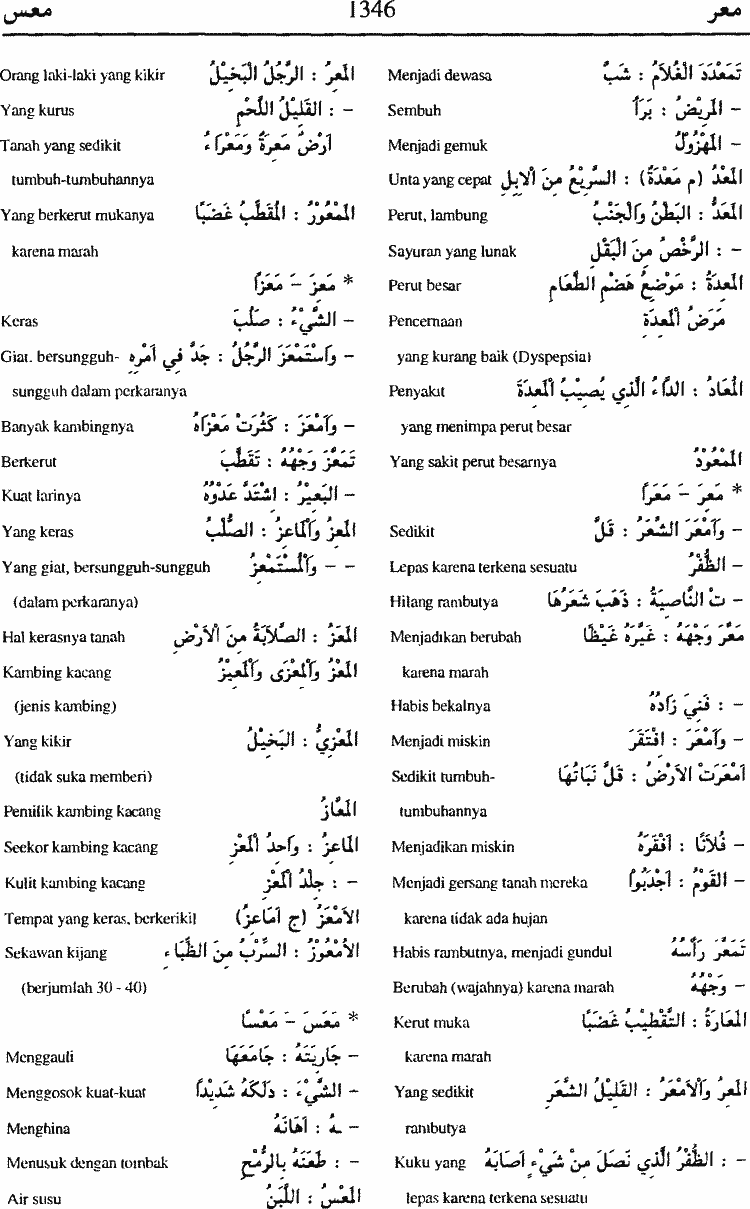 معر 1346 معس
تَمَعْدَدَ الْغُلاَمُ : شَبَّ Menjadi dewasa
– الْمَرِيْضُ : بَرَأَ Sembuh
– الْمَهْزُوْلُ Menjadi gemuk
الْمَعْدُ (م مَعْدَةٌ) : السَّرِيْعُ مِنَ اْلاِبِلِ Unta yang cepat
الْمَعَدُّ : الْبَطْنُ وَالْجَنْبُ Perut, lambung
– : الرَّخْصُ مِنَ الْبَقْلِ Sayuran yang lunak
الْمَعِدَةُ : مَوْضِعُ هَضْمِ الطَّعَامِ Perut besar
مَرَضُ الْمَعِدَةِ Pencernaan
yang kurang baik (Dyspepsia)
الْمُعَادُ : الدَّاءُ الَّذِي يُصِيْبُ الْمَعِدَةَ Penyakit
yang menimpa perut besar
الْمَمْعُوْدُ Yang sakit perut besarnya
* مَعِرَ – مَعَرًا
– وَأَمْعَرَ الشَّعَرُ : قَلَّ Sedikit
– الظُّفُرُ Lepas karena terkena sesuatu
– تْ النَّاصِيَةُ : ذَهَبَ شَعَرُهَا Hilang rambutya
مَعَّرَ وَجْهَهُ : غَيَّرَهُ غَيْظًا Menjadikan berubah
karena marah
– : فَنِيَ زَادُهُ Habis bekalnya
– وَأَمْعَرَ : افْتَقَرَ Menjadi miskin
اَمْعَرَتْ الأَرْضُ : قَلَّ نَبَاتُهَا Sedikit tumbuh-
tumbuhannya
– فُلاَنًا : اَفْقَرَهُ Menjadikan miskin
– الْقَوْمُ : اَجْدَبُوا Menjadi gersang tanah mereka
karena tidak ada hujan
تَمَعَّرَ رَأْسُهُ Habis rambutnya, menjadi gundul
– وَجْهُهُ Berubah (wajahnya) karena marah
الْمَعَارَةُ : التَّقْطِيْبُ غَضَبًا Kerut muka
karena marah
الْمَعِرُ وَاْلأَمْعَرُ : الْقَلِيْلُ الشَّعَرِ Yang sedikit
rambutya
– : الظُّفُرُ الَّذِي نَصَلَ مِنْ شَيْءٍ اَصَابَهُ Kuku yang
lepas karena terkena sesuatu
الْمَعِرُ : الرَّجُلُ الْبَخِيْلُ Orang laki-laki yang kikir
– : الْقَلِيْلُ اللَّحْمِ Yang kurus
اَرْضٌ مَعِرَةٌ وَمَعْرَاءُ Tanah yang sedikit
tumbuh-tumbuhannya
الْمَمْعُوْرُ : الْمُقَطِّبُ غَضَبًا Yang berkerut mukanya
karena marah
* مَعِزَ – مَعَزًا
– الشَّيْءُ : صَلُبَ Keras
– وَاسْتَمْعَزَ الرَّجُلُ : جَدَّ فِي اَمْرِهِ Giat. bersungguh-
sungguh dalam perkaranya
– وَأَمْعَزَ : كَثُرَتْ مَعْزَاهُ Banyak kambingnya
تَمَعَّزَ وَجْهُهُ : تَقَطَّبَ Berkerut
– الْبَعِيْرُ : اشْتَدَّ عَدْوُهُ Kuat larinya
الْمَعِزُ وَالْمَاعِزُ : الصُّلْبُ Yang keras
– – وَالْمُسْتَمْعِزُ Yang giat, bersungguh-sungguh
(dalam perkaranya)
الْمَعَزُ : الصَّلاَبَةُ مِنَ اْلأَرْضِ Hal kerasnya tanah
الْمَعْزُ وَالْمِعْزَى وَالْمَعِيْزُ Kambing kacang
(jenis kambing)
الْمِعْزِيُّ : الْبَخِيْلُ Yang kikir
(tidak suka memberi)
الْمَعَّازُ Pemilik kambing kacang
الْمَاعِزُ : وَاحِدُ الْمَعْزِ Seekor kambing kacang
– : جِلْدُ الْمَعْزِ Kulit kambing kacang
الأَمْعَزُ (ج اَمَاعِزُ) Tempat yang keras, berkerikil
الأُمْعُوْزُ : السِّرْبُ مِنَ الظِّبَاءِ Sekawan kijang
(berjumlah 30 - 40)
* مَعَسَ – مَعْسًا
– جَارِيَتَهُ : جَامَعَهَا Menggauli
– الشَّيْءَ : دَلَكَهُ شَدِيْدًا Menggosok kuat-kuat
– ـهُ : اَهَانَهُ Menghina
– : طَعَنَهُ بِالرُّمْحِ Menusuk dengan tombak
الْمَعْسُ : اللَّبَنُ Air susu